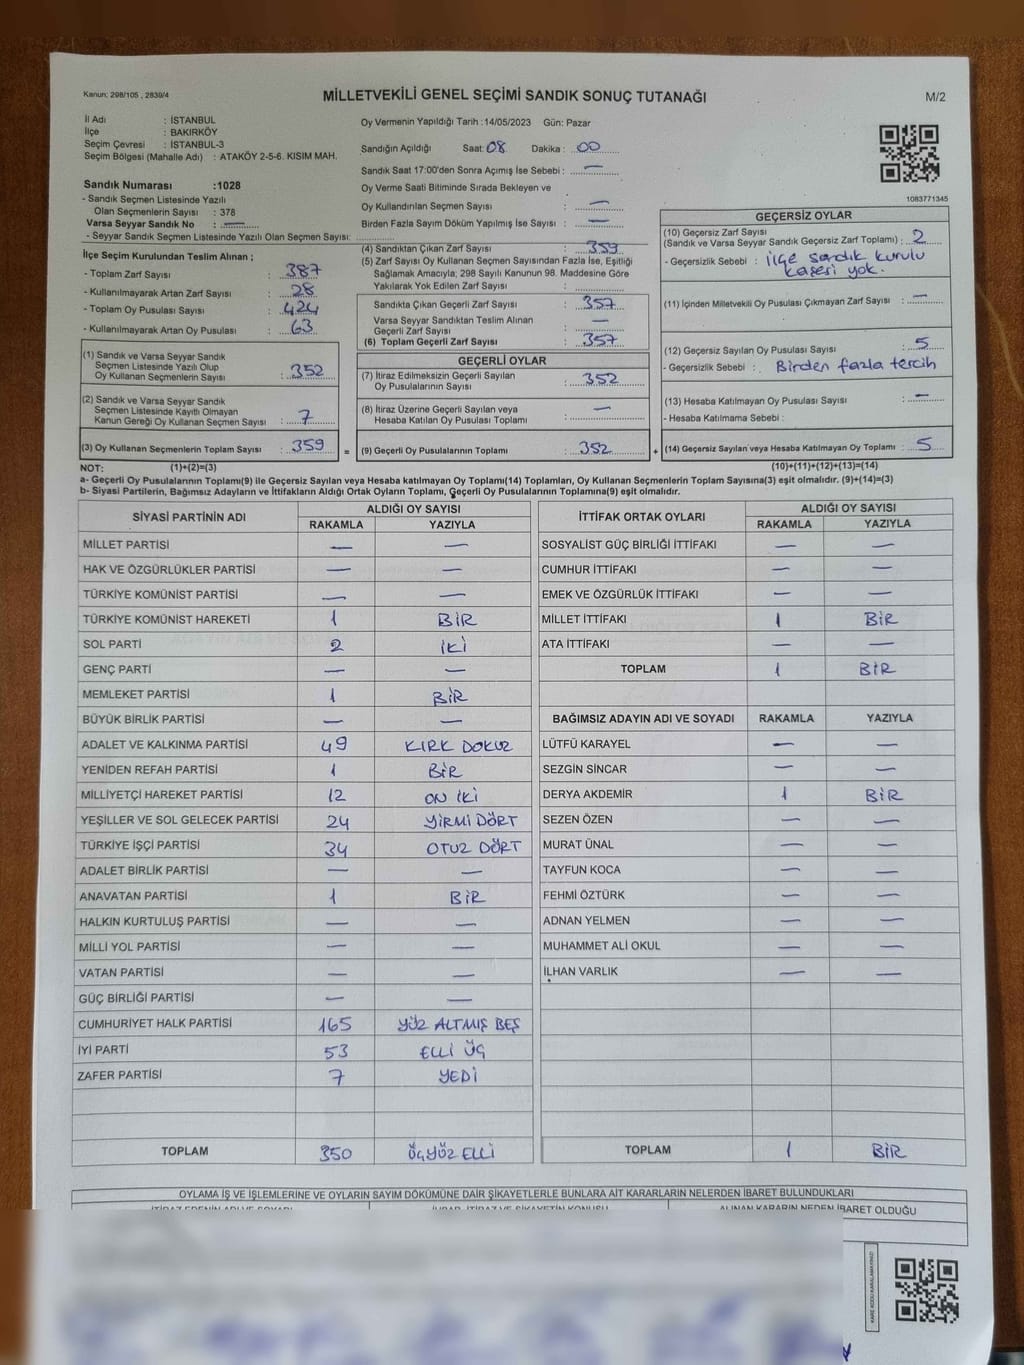 Kanun: 298/105 , 2839/4
MİLLETVEKİLİ GENEL SEÇİMİ SANDIK SONUÇ TUTANAĞI
M/2
İl Adı : İSTANBUL
İlçe : BAKIRKÖY
Seçim Çevresi : İSTANBUL-3
Seçim Bölgesi (Mahalle Adı) : ATAKÖY 2-5-6. KISIM MAH.
Oy Vermenin Yapıldığı Tarih :14/05/2023 Gün: Pazar
Sandığın Açıldığı Saat: 08 Dakika : 00
Sandık Saat 17:00'den Sonra Açımış İse Sebebi : —
Oy Verme Saati Bitiminde Sırada Bekleyen ve
Oy Kullandırılan Seçmen Sayısı : —
Birden Fazla Sayım Döküm Yapılmış İse Sayısı : —
1083771345
Sandık Numarası :1028
- Sandık Seçmen Listesinde Yazılı
Olan Seçmenlerin Sayısı : 378
Varsa Seyyar Sandık No : —
- Seyyar Sandık Seçmen Listesinde Yazılı Olan Seçmen Sayısı:
İlçe Seçim Kurulundan Teslim Alınan ;
- Toplam Zarf Sayısı : 387
- Kullanılmayarak Artan Zarf Sayısı : 28
- Toplam Oy Pusulası Sayısı : 424
- Kullanılmayarak Artan Oy Pusulası : 63
(1) Sandık ve Varsa Seyyar Sandık
Seçmen Listesinde Yazılı Olup
Oy Kullanan Seçmenlerin Sayısı : 352
(2) Sandık ve Varsa Seyyar Sandık
Seçmen Listesinde Kayıtlı Olmayan
Kanun Gereği Oy Kullanan Seçmen Sayısı : 7
(3) Oy Kullanan Seçmenlerin Toplam Sayısı : 359
(4) Sandıktan Çıkan Zarf Sayısı : 359
(5) Zarf Sayısı Oy Kullanan Seçmen Sayısından Fazla İse, Eşitliği
Sağlamak Amacıyla; 298 Sayılı Kanunun 98. Maddesine Göre
Yakılarak Yok Edilen Zarf Sayısı :
Sandıkta Çıkan Geçerli Zarf Sayısı : 357
Varsa Seyyar Sandıktan Teslim Alınan
Geçerli Zarf Sayısı : —
(6) Toplam Geçerli Zarf Sayısı : 357
GEÇERLİ OYLAR
(7) İtiraz Edilmeksizin Geçerli Sayılan
Oy Pusulalarının Sayısı : 352
(8) İtiraz Üzerine Geçerli Sayılan veya
Hesaba Katılan Oy Pusulaları Toplamı : —
= (9) Geçerli Oy Pusulalarının Toplamı : 352
GEÇERSİZ OYLAR
(10) Geçersiz Zarf Sayısı
(Sandık ve Varsa Seyyar Sandık Geçersiz Zarf Toplamı) : 2
- Geçersizlik Sebebi : İlçe sandık kurulu
kaşesi yok.
(11) İçinden Milletvekili Oy Pusulası Çıkmayan Zarf Sayısı : —
(12) Geçersiz Sayılan Oy Pusulası Sayısı : 5
- Geçersizlik Sebebi : Birden fazla tercih
(13) Hesaba Katılmayan Oy Pusulası Sayısı : —
- Hesaba Katılmama Sebebi :
+ (14) Geçersiz Sayılan veya Hesaba Katılmayan Oy Toplamı : 5
NOT: (1)+(2)=(3) (10)+(11)+(12)+(13)=(14)
a- Geçerli Oy Pusulalarının Toplamı(9) ile Geçersiz Sayılan veya Hesaba katılmayan Oy Toplamı(14) Toplamları, Oy Kullanan Seçmenlerin Toplam Sayısına(3) eşit olmalıdır. (9)+(14)=(3)
b- Siyasi Partilerin, Bağımsız Adayların ve İttifakların Aldığı Ortak Oyların Toplamı, Geçerli Oy Pusulalarının Toplamına(9) eşit olmalıdır.
SİYASİ PARTİNİN ADI ALDIĞI OY SAYISI
RAKAMLA YAZIYLA
MİLLET PARTİSİ — —
HAK VE ÖZGÜRLÜKLER PARTİSİ — —
TÜRKİYE KOMÜNİST PARTİSİ — —
TÜRKİYE KOMÜNİST HAREKETİ 1 BİR
SOL PARTİ 2 İKİ
GENÇ PARTİ — —
MEMLEKET PARTİSİ 1 BİR
BÜYÜK BİRLİK PARTİSİ — —
ADALET VE KALKINMA PARTİSİ 49 KIRK DOKUZ
YENİDEN REFAH PARTİSİ 1 BİR
MİLLİYETÇİ HAREKET PARTİSİ 12 ON İKİ
YEŞİLLER VE SOL GELECEK PARTİSİ 24 YİRMİ DÖRT
TÜRKİYE İŞÇİ PARTİSİ 34 OTUZ DÖRT
ADALET BİRLİK PARTİSİ — —
ANAVATAN PARTİSİ 1 BİR
HALKIN KURTULUŞ PARTİSİ — —
MİLLİ YOL PARTİSİ — —
VATAN PARTİSİ — —
GÜÇ BİRLİĞİ PARTİSİ — —
CUMHURİYET HALK PARTİSİ 165 YÜZ ALTMIŞ BEŞ
İYİ PARTİ 53 ELLİ ÜÇ
ZAFER PARTİSİ 7 YEDİ
TOPLAM 350 ÜÇYÜZ ELLİ
İTTİFAK ORTAK OYLARI ALDIĞI OY SAYISI
RAKAMLA YAZIYLA
SOSYALİST GÜÇ BİRLİĞİ İTTİFAKI — —
CUMHUR İTTİFAKI — —
EMEK VE ÖZGÜRLÜK İTTİFAKI — —
MİLLET İTTİFAKI 1 BİR
ATA İTTİFAKI — —
TOPLAM 1 BİR
BAĞIMSIZ ADAYIN ADI VE SOYADI RAKAMLA YAZIYLA
LÜTFÜ KARAYEL — —
SEZGİN SİNCAR — —
DERYA AKDEMİR 1 BİR
SEZEN ÖZEN — —
MURAT ÜNAL — —
TAYFUN KOCA — —
FEHMİ ÖZTÜRK — —
ADNAN YELMEN — —
MUHAMMET ALİ OKUL — —
İLHAN VARLIK — —
TOPLAM 1 BİR
OYLAMA İŞ VE İŞLEMLERİNE VE OYLARIN SAYIM DÖKÜMÜNE DAİR ŞİKAYETLERLE BUNLARA AİT KARARLARIN NELERDEN İBARET BULUNDUKLARI
ALINAN KARARIN NEDEN İBARET OLDUĞU